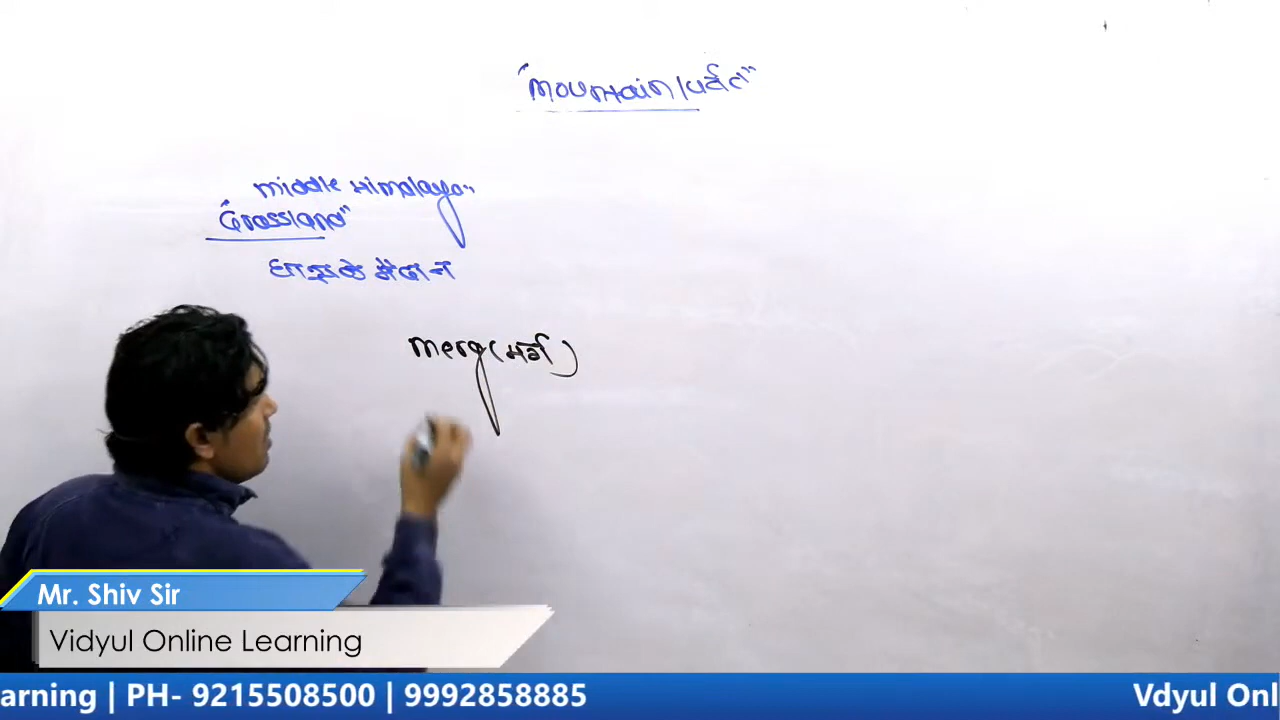 "Mountain/पर्वत"
middle Himalaya
"Grassland"
घास के मैदान
merg(मर्ग)
Mr. Shiv Sir
Vidyul Online Learning
arning | PH- 9215508500 | 9992858885
Vdyul Onl